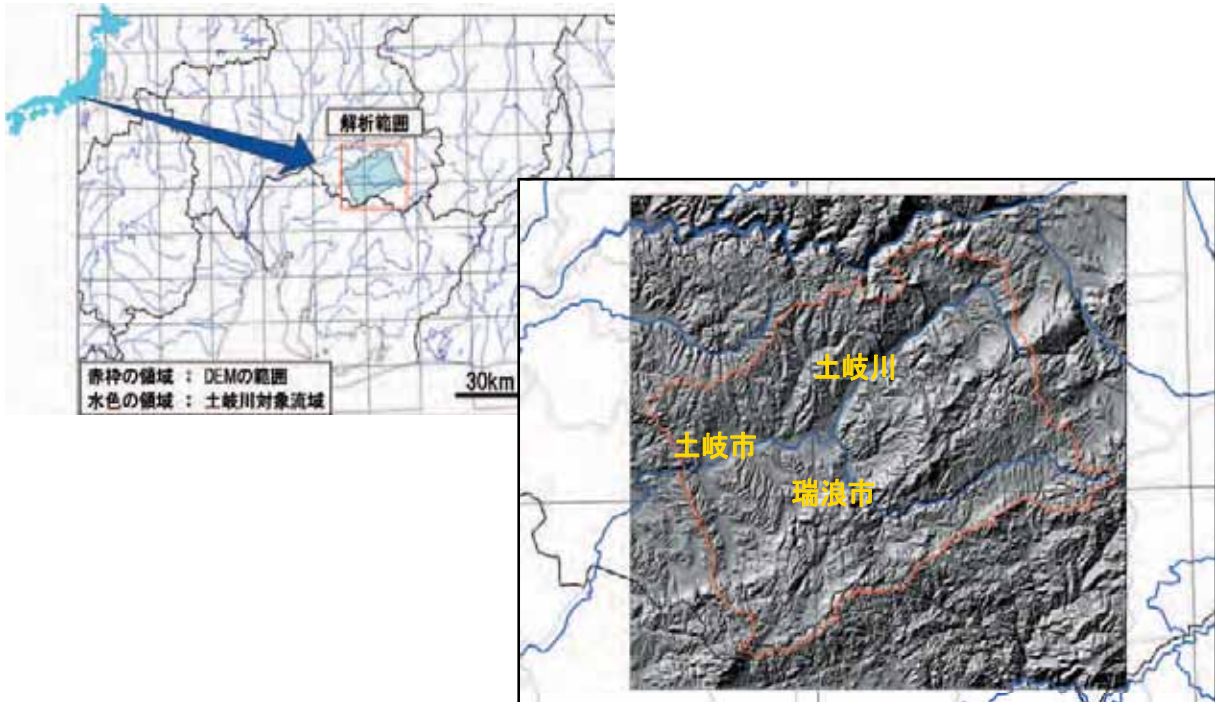 解析範囲
赤枠の領域 : DEMの範囲
水色の領域 : 土岐川対象流域
30km
土岐川
土岐市
瑞浪市